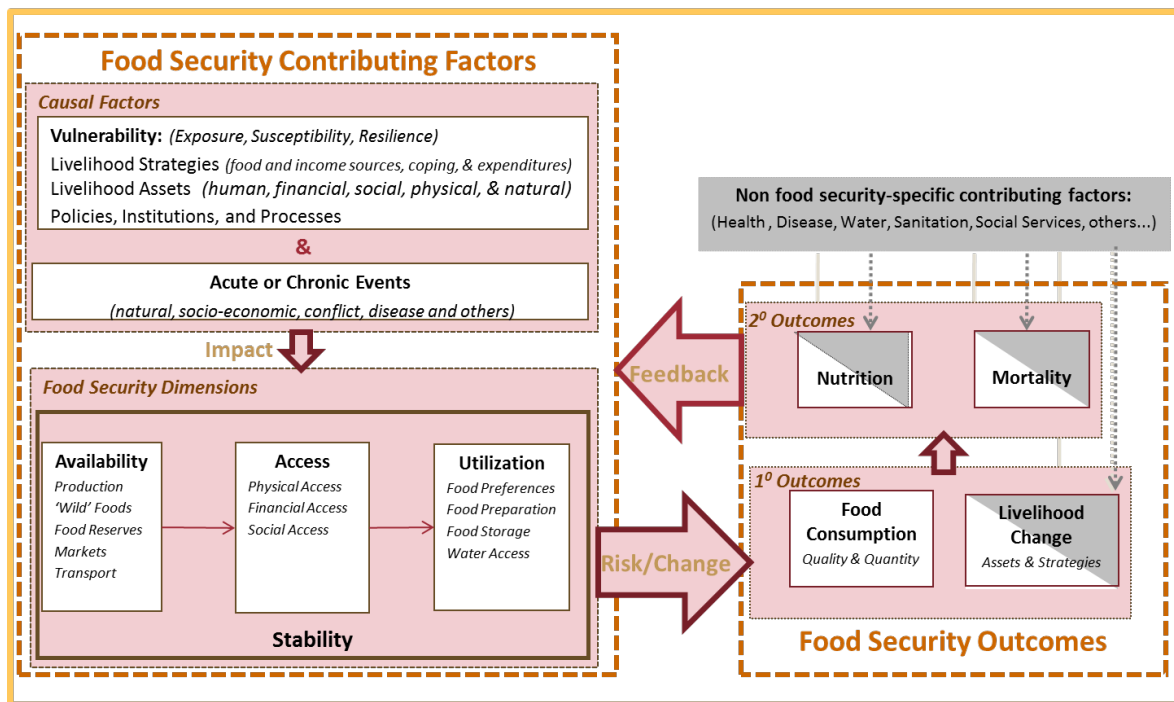 Food Security Contributing Factors
Causal Factors
Vulnerability: (Exposure, Susceptibility, Resilience)
Livelihood Strategies (food and income sources, coping, & expenditures)
Livelihood Assets (human, financial, social, physical, & natural)
Policies, Institutions, and Processes
&
Acute or Chronic Events
(natural, socio-economic, conflict, disease and others)
Impact
Food Security Dimensions
Availability
Production
‘Wild’ Foods
Food Reserves
Markets
Transport
Access
Physical Access
Financial Access
Social Access
Utilization
Food Preferences
Food Preparation
Food Storage
Water Access
Stability
Feedback
Risk/Change
Non food security-specific contributing factors:
(Health , Disease, Water, Sanitation, Social Services, others...)
2⁰ Outcomes
Nutrition
Mortality
1⁰ Outcomes
Food
Consumption
Quality & Quantity
Livelihood
Change
Assets & Strategies
Food Security Outcomes